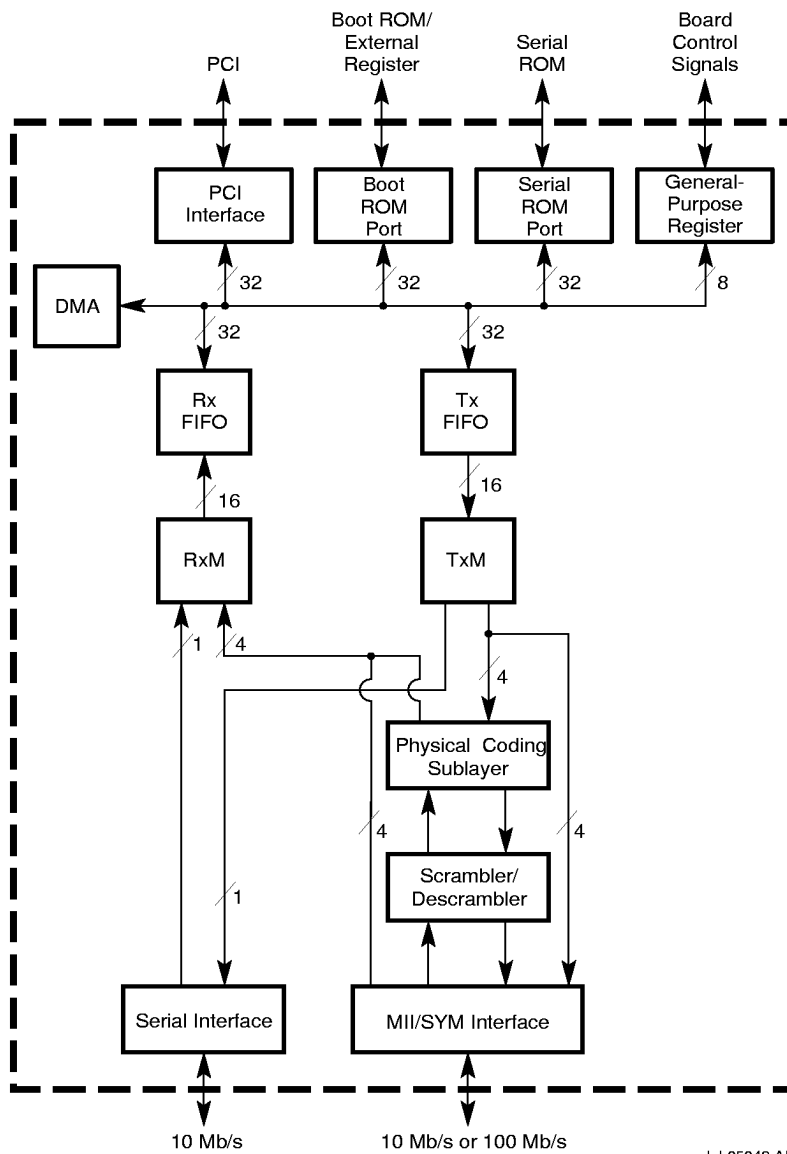 Boot ROM/
External
Register
Board
Control
Signals
PCI
Serial
ROM
PCI
Interface
Boot
ROM
Port
Serial
ROM
Port
General-
Purpose
Register
32
32
32
8
DMA
32
32
Rx
FIFO
Tx
FIFO
16
16
RxM
TxM
1
4
4
Physical Coding
Sublayer
4
4
Scrambler/
Descrambler
1
Serial Interface
MII/SYM Interface
10 Mb/s
10 Mb/s or 100 Mb/s